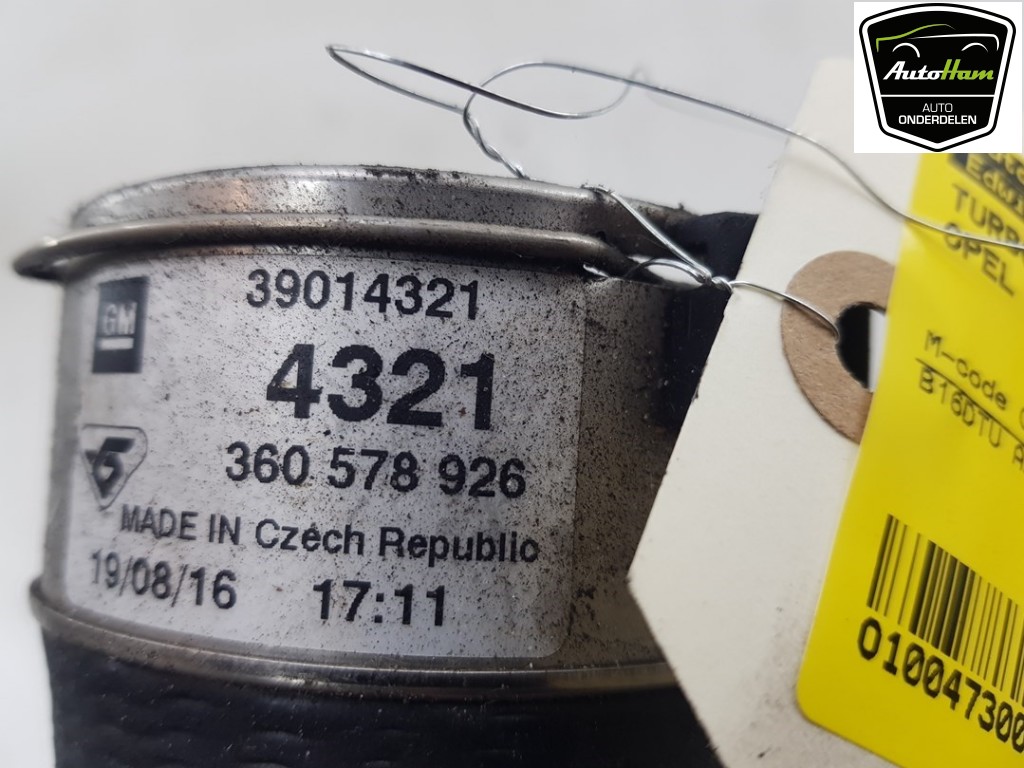 AutoHam
AUTO
ONDERDELEN
TURB
OPEL
M-code
B16DTU A
010047300
GM
39014321
4321
360 578 926
MADE IN Czech Republic
19/08/16 17:11